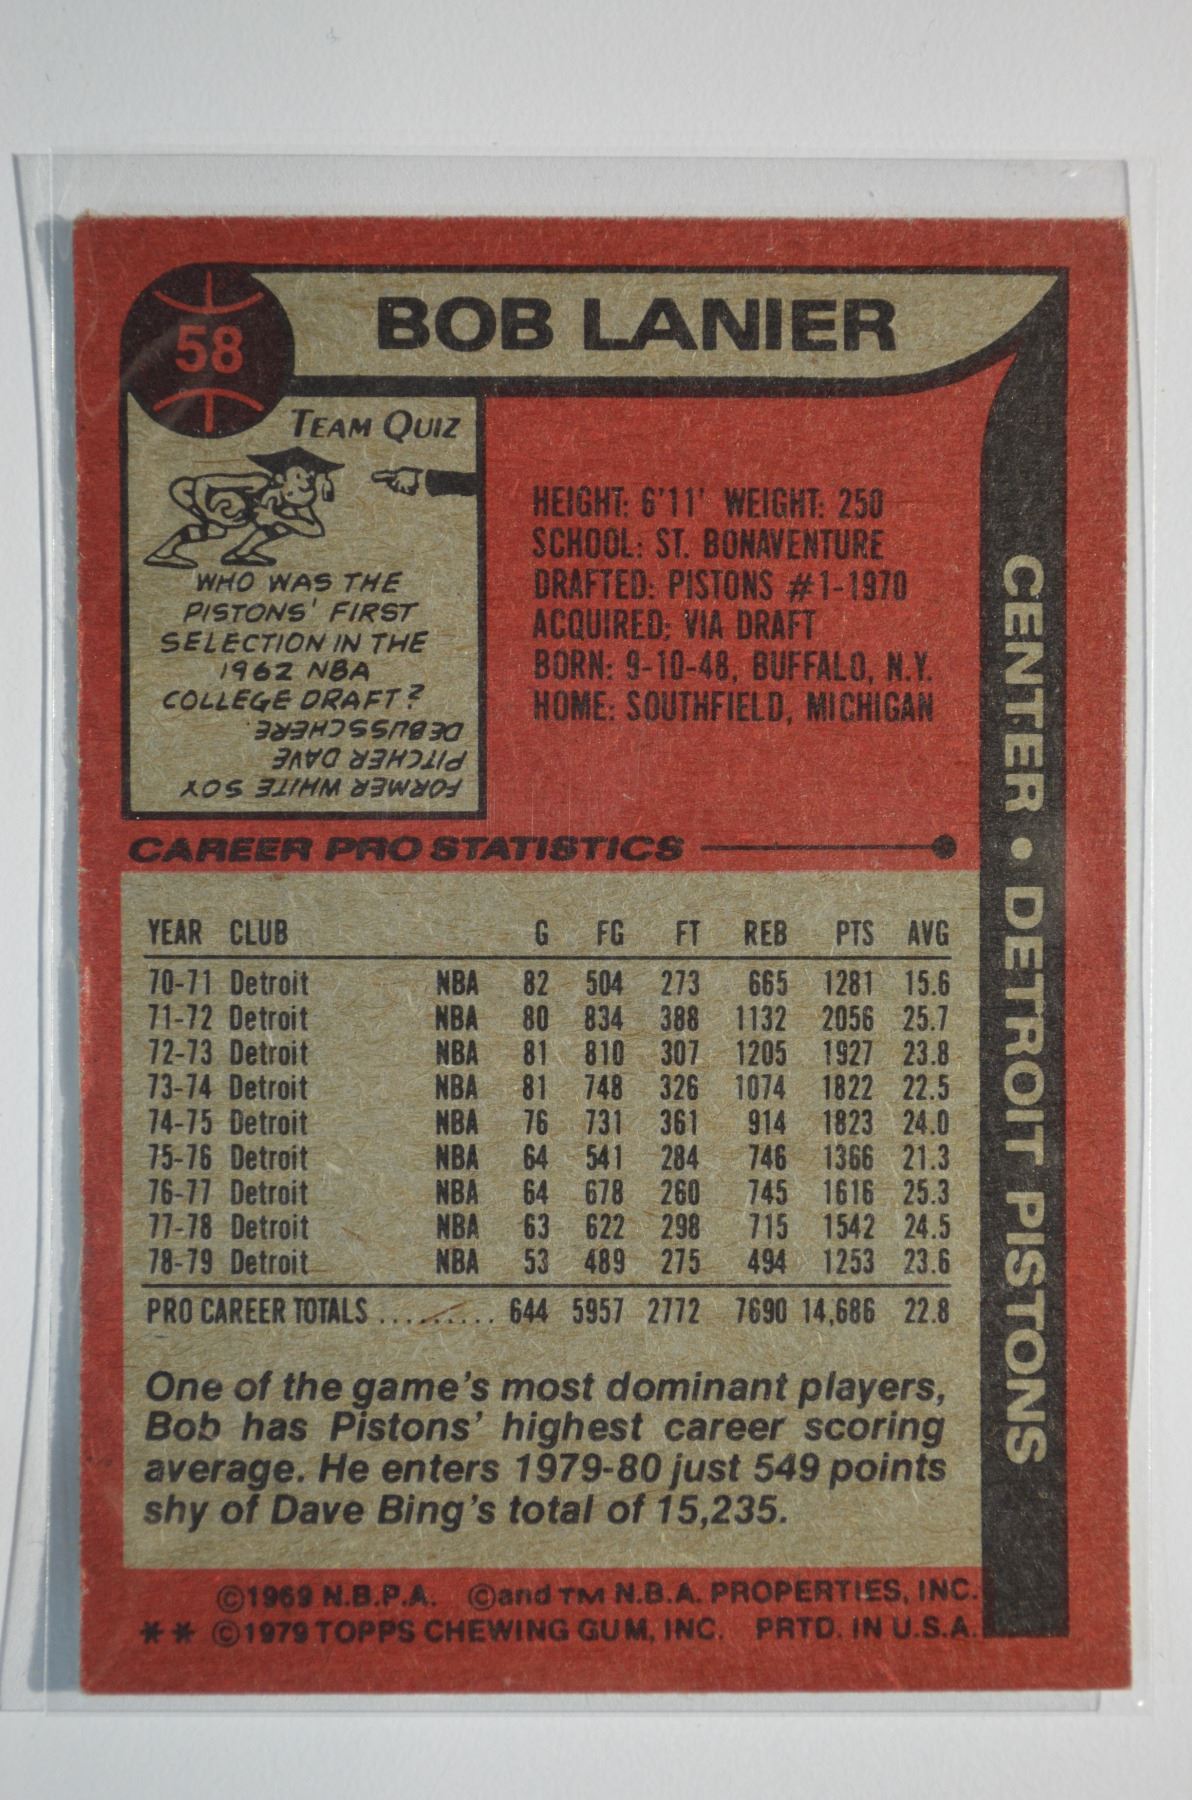 58
BOB LANIER
TEAM QUIZ
WHO WAS THE
PISTONS' FIRST
SELECTION IN THE
1962 NBA
COLLEGE DRAFT?
FORMER WHITE SOX
PITCHER DAVE
DEBUSSCHERE
HEIGHT: 6'11' WEIGHT: 250
SCHOOL: ST. BONAVENTURE
DRAFTED: PISTONS #1-1970
ACQUIRED: VIA DRAFT
BORN: 9-10-48, BUFFALO, N.Y.
HOME: SOUTHFIELD, MICHIGAN
CENTER • DETROIT PISTONS
CAREER PRO STATISTICS
YEAR CLUB G FG FT REB PTS AVG
70-71 Detroit NBA 82 504 273 665 1281 15.6
71-72 Detroit NBA 80 834 388 1132 2056 25.7
72-73 Detroit NBA 81 810 307 1205 1927 23.8
73-74 Detroit NBA 81 748 326 1074 1822 22.5
74-75 Detroit NBA 76 731 361 914 1823 24.0
75-76 Detroit NBA 64 541 284 746 1366 21.3
76-77 Detroit NBA 64 678 260 745 1616 25.3
77-78 Detroit NBA 63 622 298 715 1542 24.5
78-79 Detroit NBA 53 489 275 494 1253 23.6
PRO CAREER TOTALS ......... 644 5957 2772 7690 14,686 22.8
One of the game's most dominant players,
Bob has Pistons' highest career scoring
average. He enters 1979-80 just 549 points
shy of Dave Bing's total of 15,235.
©1969 N.B.P.A. ©and TM N.B.A. PROPERTIES, INC.
** ©1979 TOPPS CHEWING GUM, INC. PRTD. IN U.S.A.